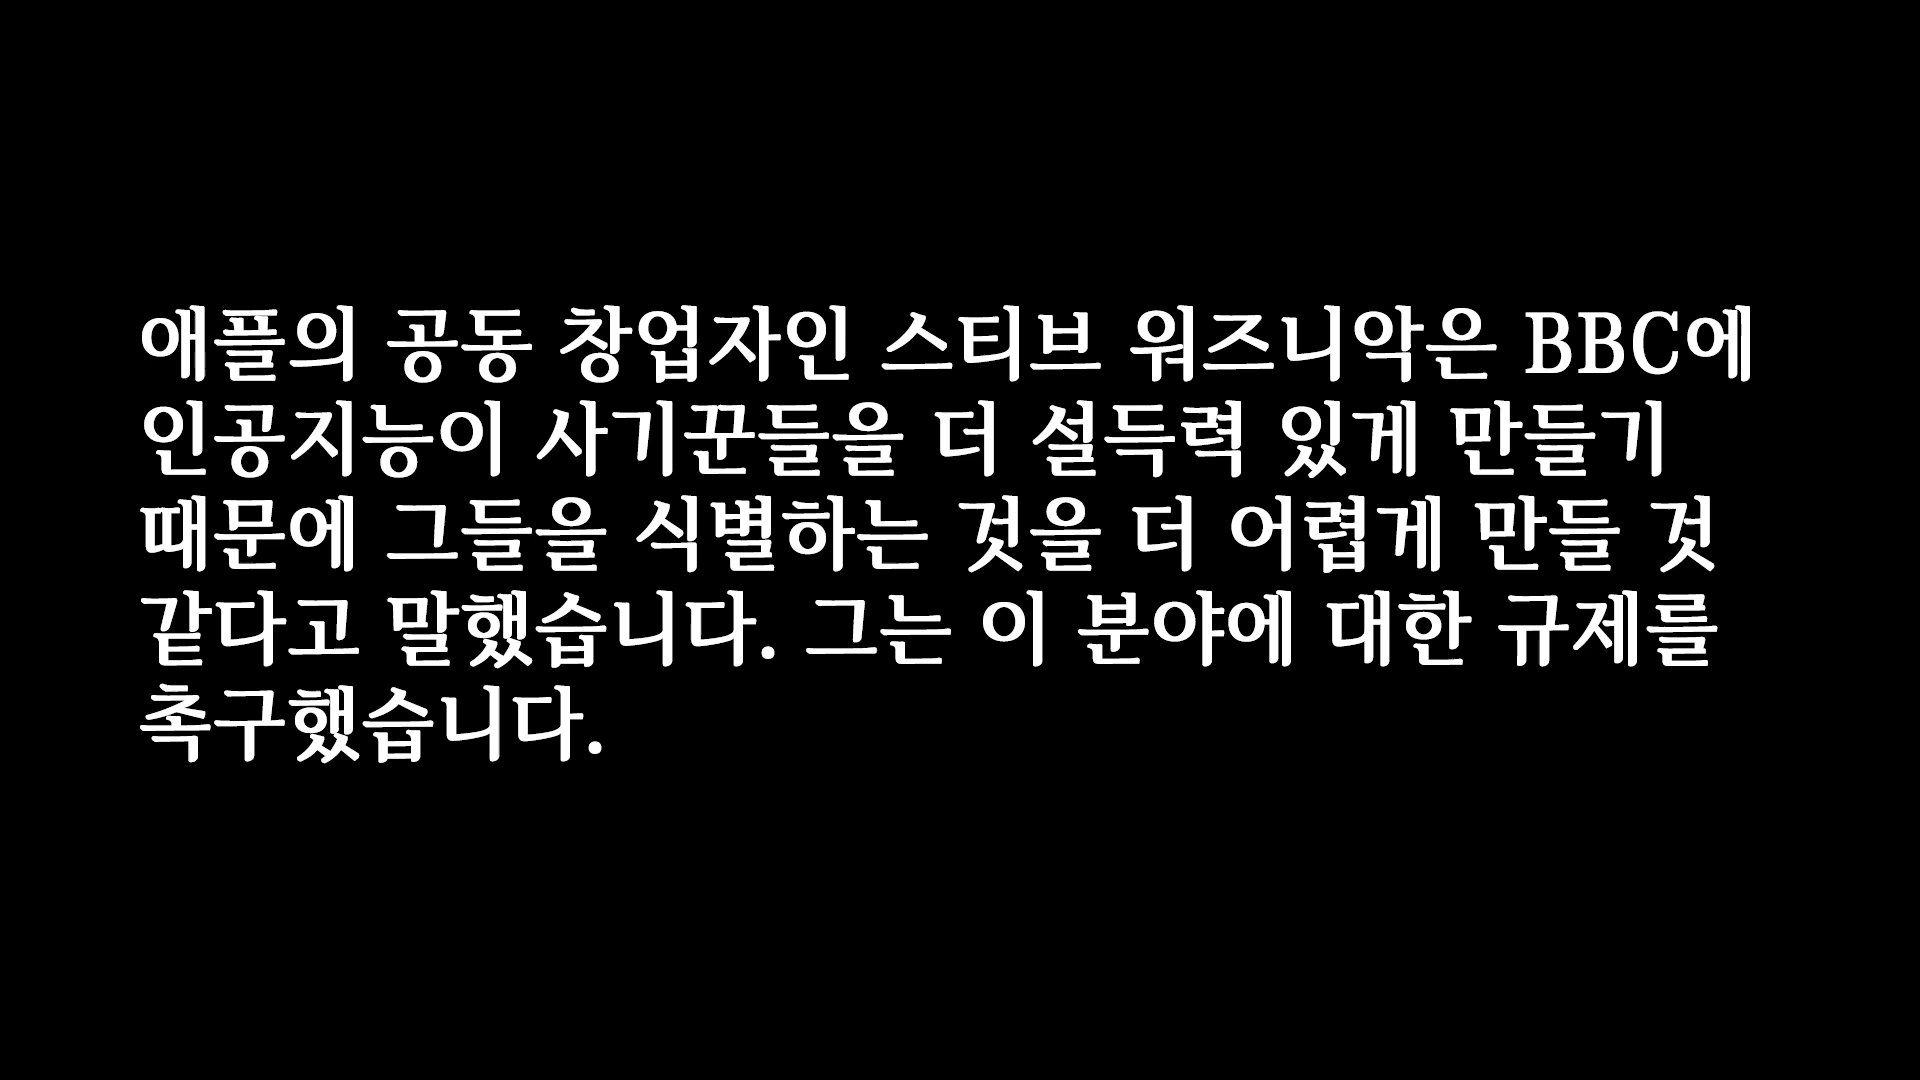 애플의 공동 창업자인 스티브 워즈니악은 BBC에
인공지능이 사기꾼들을 더 설득력 있게 만들기
때문에 그들을 식별하는 것을 더 어렵게 만들 것
같다고 말했습니다. 그는 이 분야에 대한 규제를
촉구했습니다.